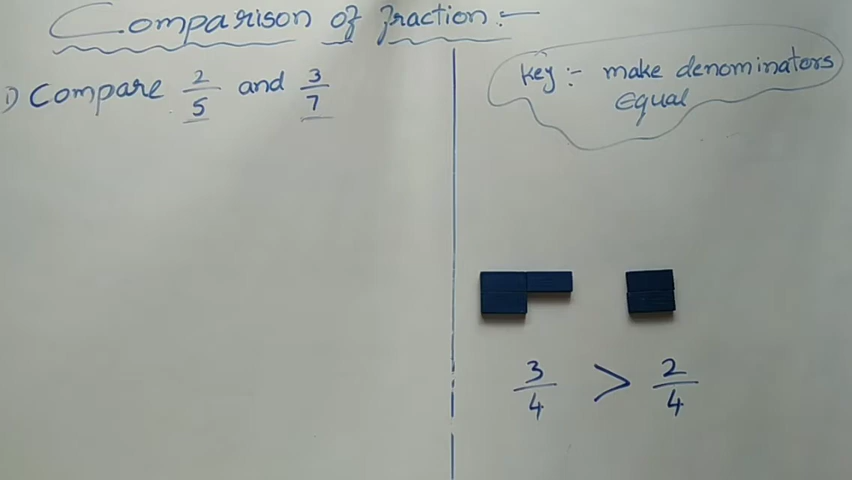 Comparison of fraction :-
1) Compare 2/5 and 3/7
key :- make denominators
Equal
3/4 > 2/4